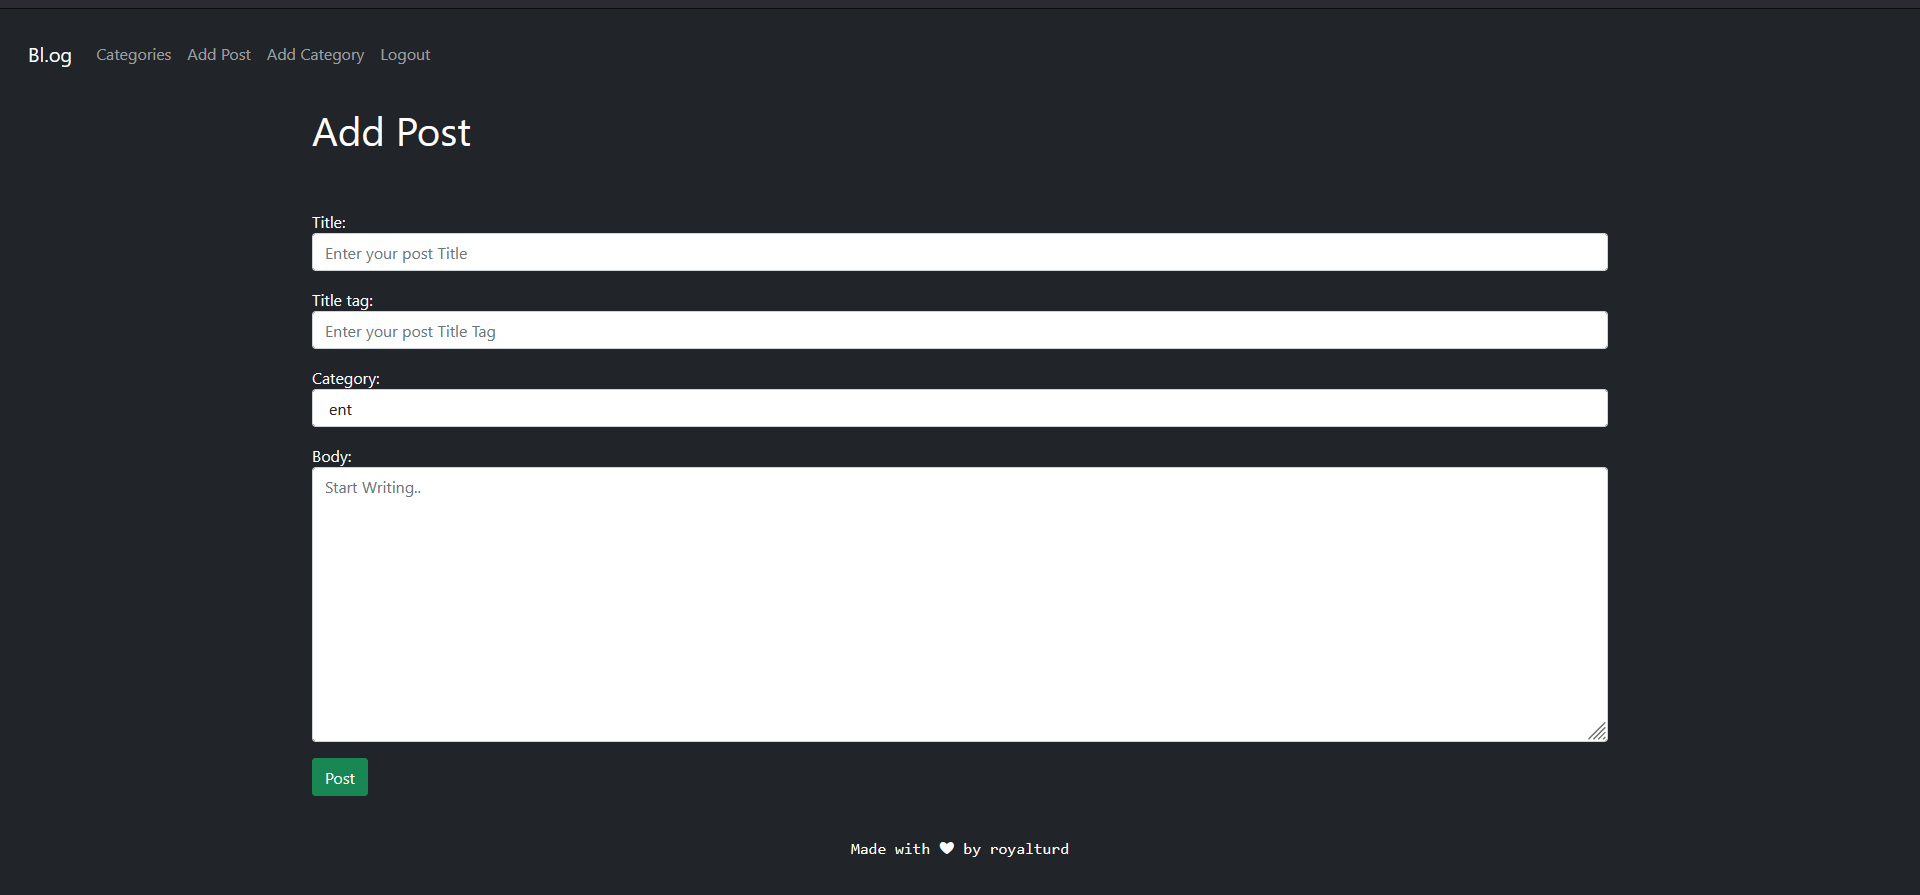 Bl.og Categories Add Post Add Category Logout
Add Post
Title:
Enter your post Title
Title tag:
Enter your post Title Tag
Category:
ent
Body:
Start Writing..
Post
Made with ♥ by royalturd